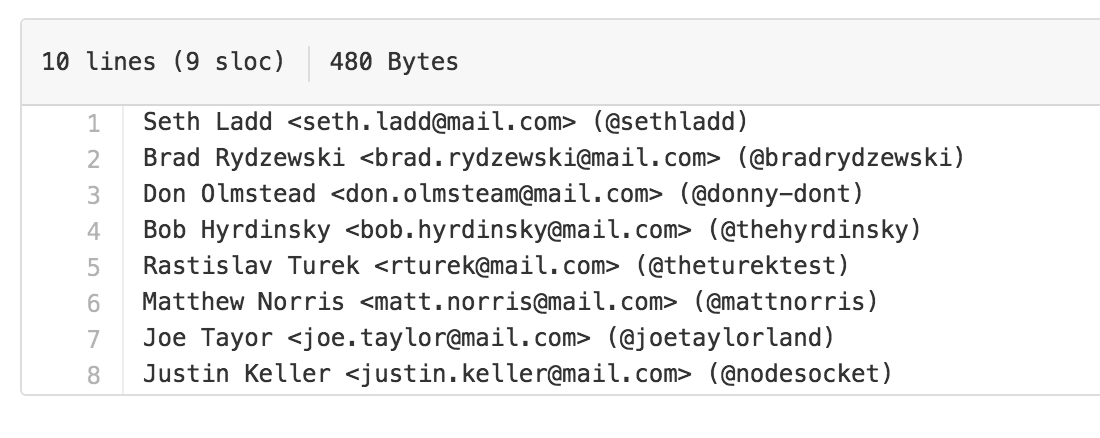 10 lines (9 sloc) 480 Bytes
1 Seth Ladd <seth.ladd@mail.com> (@sethladd)
2 Brad Rydzewski <brad.rydzewski@mail.com> (@bradrydzewski)
3 Don Olmstead <don.olmsteam@mail.com> (@donny-dont)
4 Bob Hyrdinsky <bob.hyrdinsky@mail.com> (@thehyrdinsky)
5 Rastislav Turek <rturek@mail.com> (@theturektest)
6 Matthew Norris <matt.norris@mail.com> (@mattnorris)
7 Joe Tayor <joe.taylor@mail.com> (@joetaylorland)
8 Justin Keller <justin.keller@mail.com> (@nodesocket)